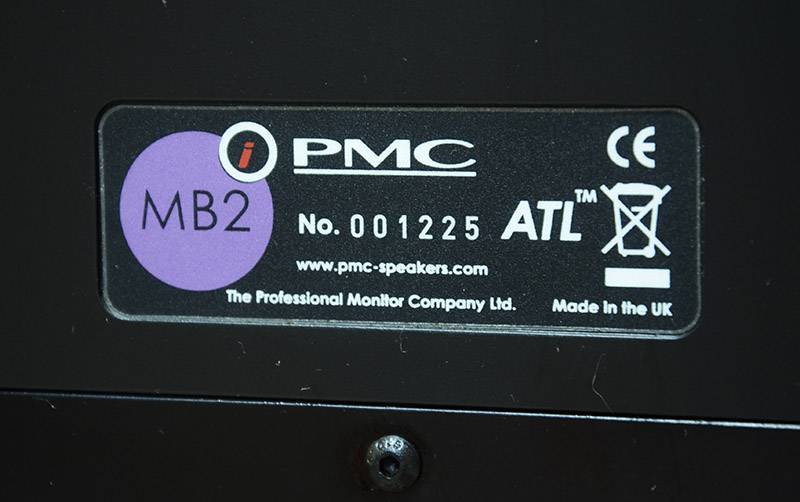 i
PMC
CE
MB2
No. 001225
ATL™
www.pmc-speakers.com
The Professional Monitor Company Ltd.
Made in the UK